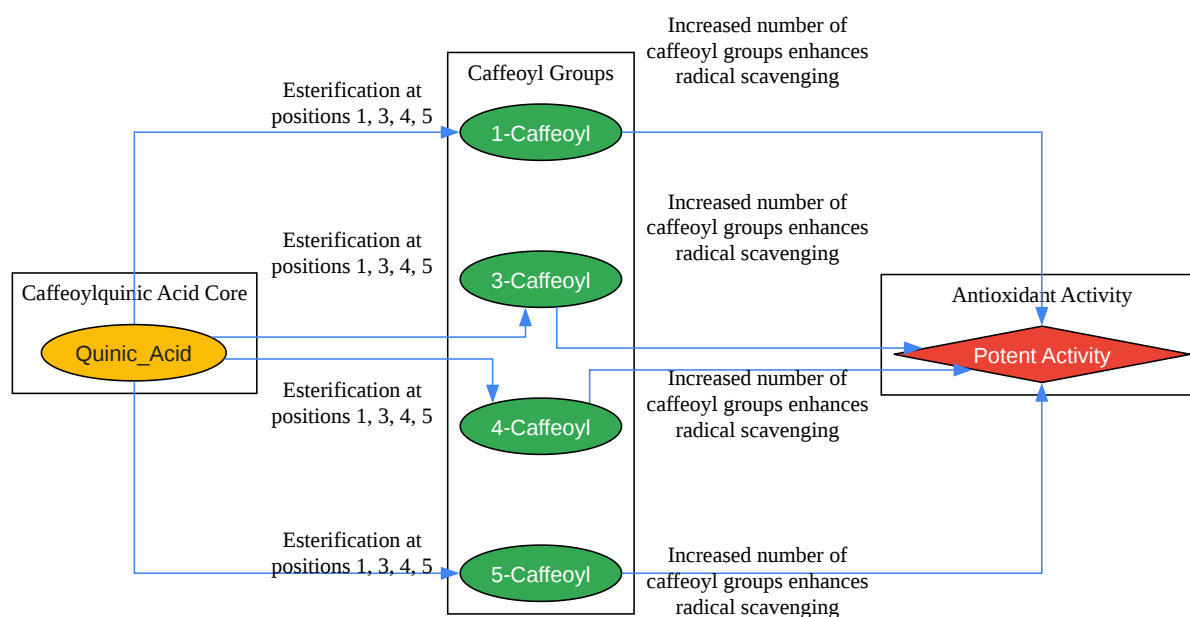 Increased number of
caffeoyl groups enhances
radical scavenging
Caffeoyl Groups
Esterification at
positions 1, 3, 4, 5
1-Caffeoyl
Increased number of
caffeoyl groups enhances
radical scavenging
Esterification at
positions 1, 3, 4, 5
3-Caffeoyl
Caffeoylquinic Acid Core
Antioxidant Activity
Quinic_Acid
Potent Activity
Esterification at
positions 1, 3, 4, 5
Increased number of
caffeoyl groups enhances
radical scavenging
4-Caffeoyl
Esterification at
positions 1, 3, 4, 5
5-Caffeoyl
Increased number of
caffeoyl groups enhances
radical scavenging